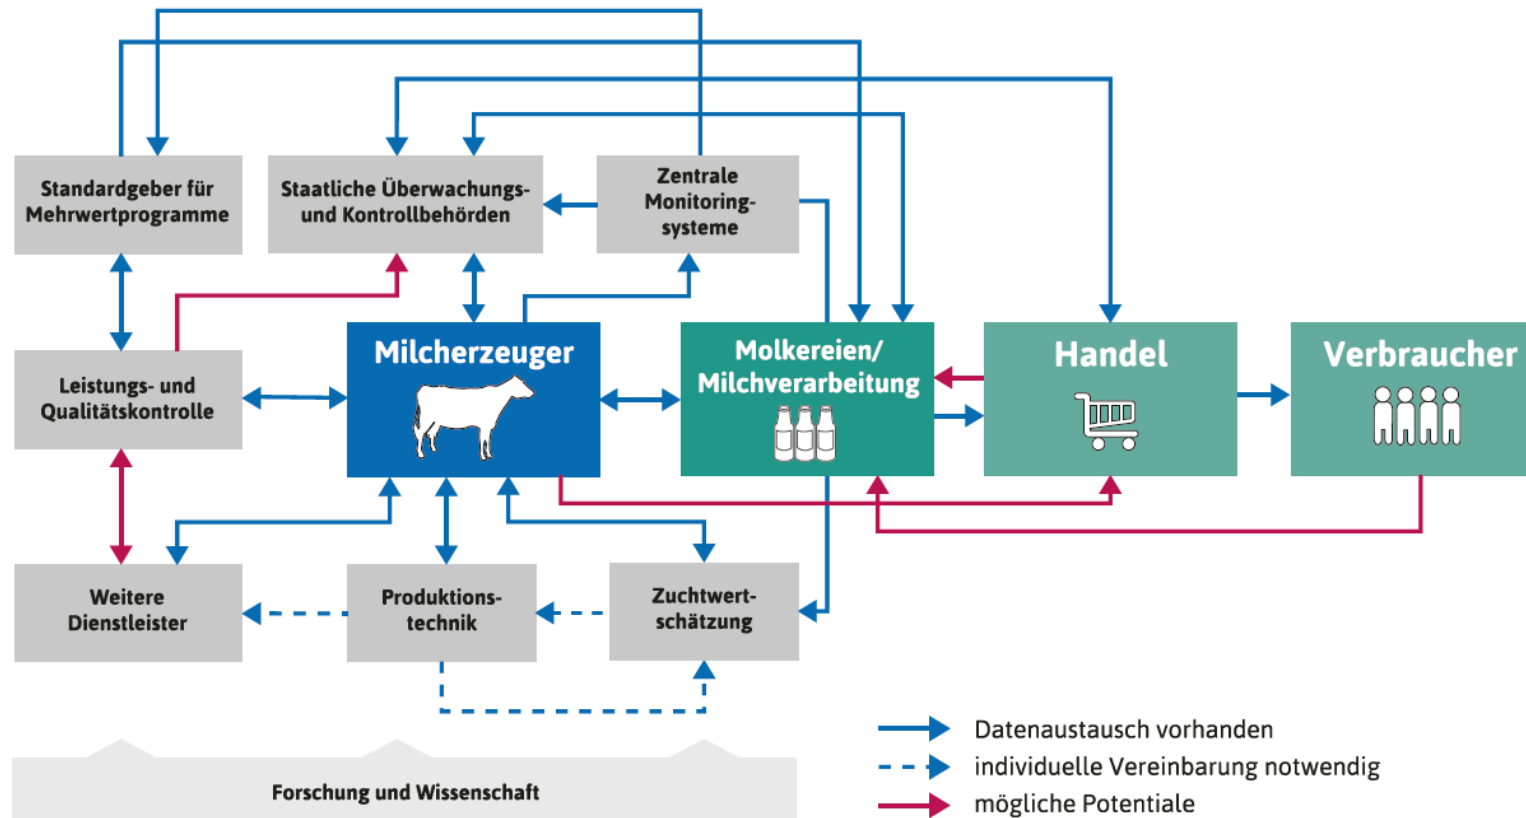 Standardgeber für
Mehrwertprogramme
Staatliche Überwachungs-
und Kontrollbehörden
Zentrale
Monitoring-
systeme
Leistungs- und
Qualitätskontrolle
Milcherzeuger
Molkereien/
Milchverarbeitung
Handel
Verbraucher
Weitere
Dienstleister
Produktions-
technik
Zuchtwert-
schätzung
Forschung und Wissenschaft
Datenaustausch vorhanden
individuelle Vereinbarung notwendig
mögliche Potentiale